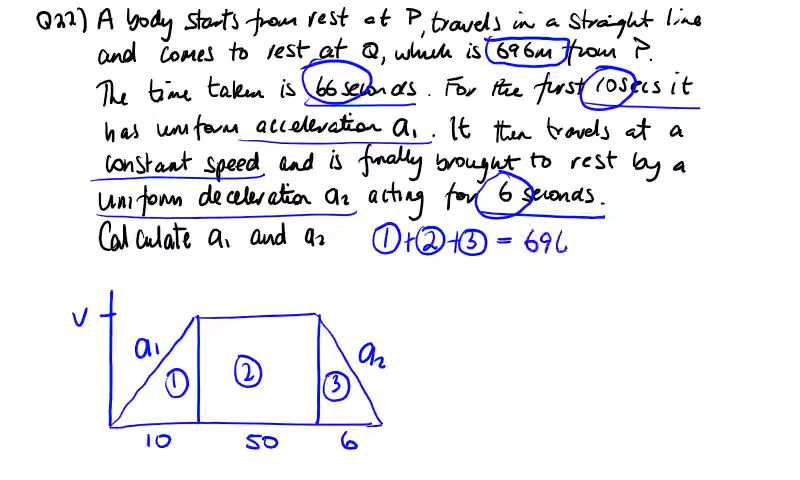 Q22) A body starts from rest at P, travels in a straight line
and comes to rest at Q, which is 696m from P.
The time taken is 66 seconds. For the first 10secs it
has uniform acceleration a₁. It then travels at a
constant speed and is finally brought to rest by a
uniform deceleration a₂ acting for 6 seconds.
Calculate a₁ and a₂ ①+②+③ = 696
V
a₁ a₂
① ② ③
10 50 6